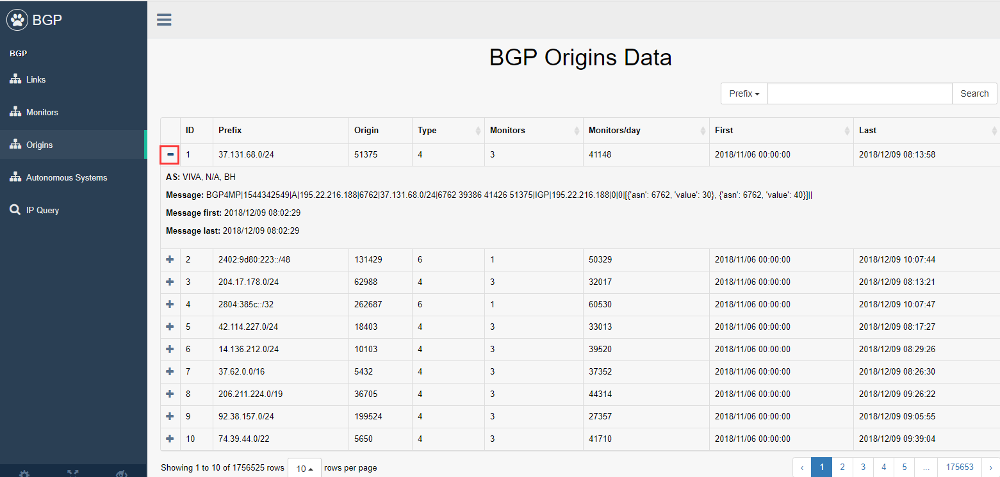 BGP
BGP
Links
Monitors
Origins
Autonomous Systems
IP Query
BGP Origins Data
Prefix Search
ID Prefix Origin Type Monitors Monitors/day First Last
1 37.131.68.0/24 51375 4 3 41148 2018/11/06 00:00:00 2018/12/09 08:13:58
AS: VIVA, N/A, BH
Message: BGP4MP|1544342549|A|195.22.216.188|6762|37.131.68.0/24|6762 39386 41426 51375|IGP|195.22.216.188|0|0|[{'asn': 6762, 'value': 30}, {'asn': 6762, 'value': 40}]||
Message first: 2018/12/09 08:02:29
Message last: 2018/12/09 08:02:29
2 2402:9d80:223::/48 131429 6 1 50329 2018/11/06 00:00:00 2018/12/09 10:07:44
3 204.17.178.0/24 62988 4 3 32017 2018/11/06 00:00:00 2018/12/09 08:13:21
4 2804:385c::/32 262687 6 1 60530 2018/11/06 00:00:00 2018/12/09 10:07:47
5 42.114.227.0/24 18403 4 3 33013 2018/11/06 00:00:00 2018/12/09 08:17:27
6 14.136.212.0/24 10103 4 3 39520 2018/11/06 00:00:00 2018/12/09 08:29:26
7 37.62.0.0/16 5432 4 3 37352 2018/11/06 00:00:00 2018/12/09 08:26:30
8 206.211.224.0/19 36705 4 3 44314 2018/11/06 00:00:00 2018/12/09 09:26:22
9 92.38.157.0/24 199524 4 3 27357 2018/11/06 00:00:00 2018/12/09 09:05:55
10 74.39.44.0/22 5650 4 3 41710 2018/11/06 00:00:00 2018/12/09 09:39:04
Showing 1 to 10 of 1756525 rows 10 rows per page ‹ 1 2 3 4 5 ... 175653 ›